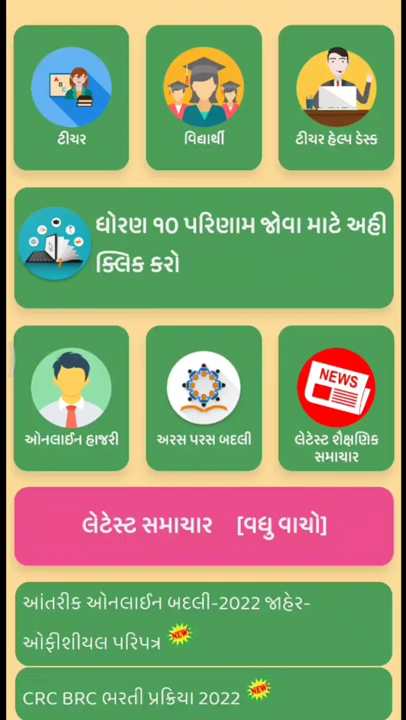 ટીચર
વિદ્યાર્થી
ટીચર હેલ્પ ડેસ્ક
ધોરણ ૧૦ પરિણામ જોવા માટે અહી
ક્લિક કરો
NEWS
ઓનલાઈન હાજરી
અરસ પરસ બદલી
લેટેસ્ટ શૈક્ષણિક
સમાચાર
લેટેસ્ટ સમાચાર [વધુ વાચો]
આંતરીક ઓનલાઈન બદલી-2022 જાહેર-
ઓફીશીયલ પરિપત્ર NEW
CRC BRC ભરતી પ્રક્રિયા 2022 NEW